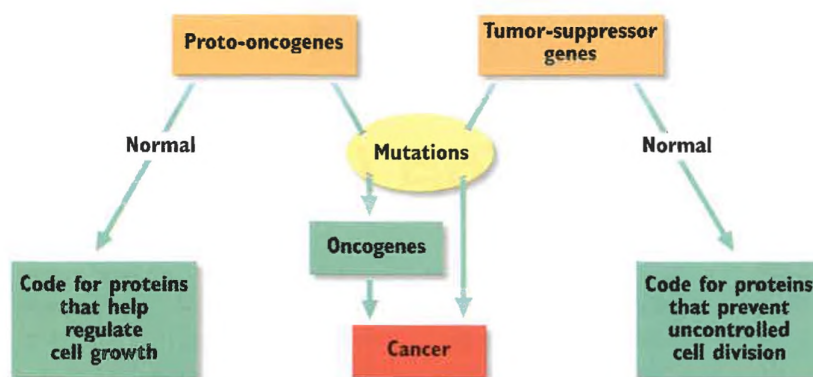 Proto-oncogenes
Tumor-suppressor
genes
Normal
Mutations
Normal
Oncogenes
Code for proteins
that help
regulate
cell growth
Cancer
Code for proteins
that prevent
uncontrolled
cell division